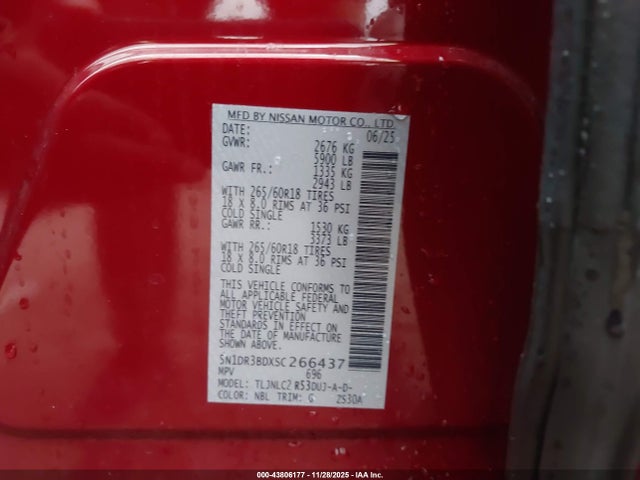 MFD BY NISSAN MOTOR CO., LTD.
DATE: 06/25
GVWR: 2676 KG
5900 LB
GAWR FR.: 1335 KG
2943 LB
WITH 265/60R18 TIRES
18 X 8.0 RIMS AT 36 PSI
COLD SINGLE
GAWR RR.: 1530 KG
3373 LB
WITH 265/60R18 TIRES
18 X 8.0 RIMS AT 36 PSI
COLD SINGLE
THIS VEHICLE CONFORMS TO
ALL APPLICABLE FEDERAL
MOTOR VEHICLE SAFETY AND
THEFT PREVENTION
STANDARDS IN EFFECT ON
THE DATE OF MANUFACTURE
SHOWN ABOVE.
5N1DR3BDXSC266437
MPV 696
MODEL: TLJNLC2 R53DUJ-A-D-
COLOR: NBL TRIM: G 2S30A
000-43806177 - 11/28/2025 - IAA Inc.